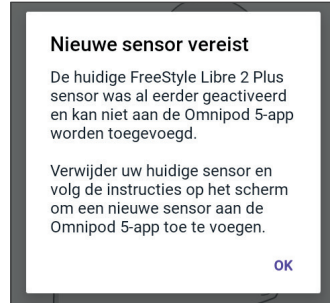 Nieuwe sensor vereist
De huidige FreeStyle Libre 2 Plus
sensor was al eerder geactiveerd
en kan niet aan de Omnipod 5-app
worden toegevoegd.
Verwijder uw huidige sensor en
volg de instructies op het scherm
om een nieuwe sensor aan de
Omnipod 5-app toe te voegen.
OK